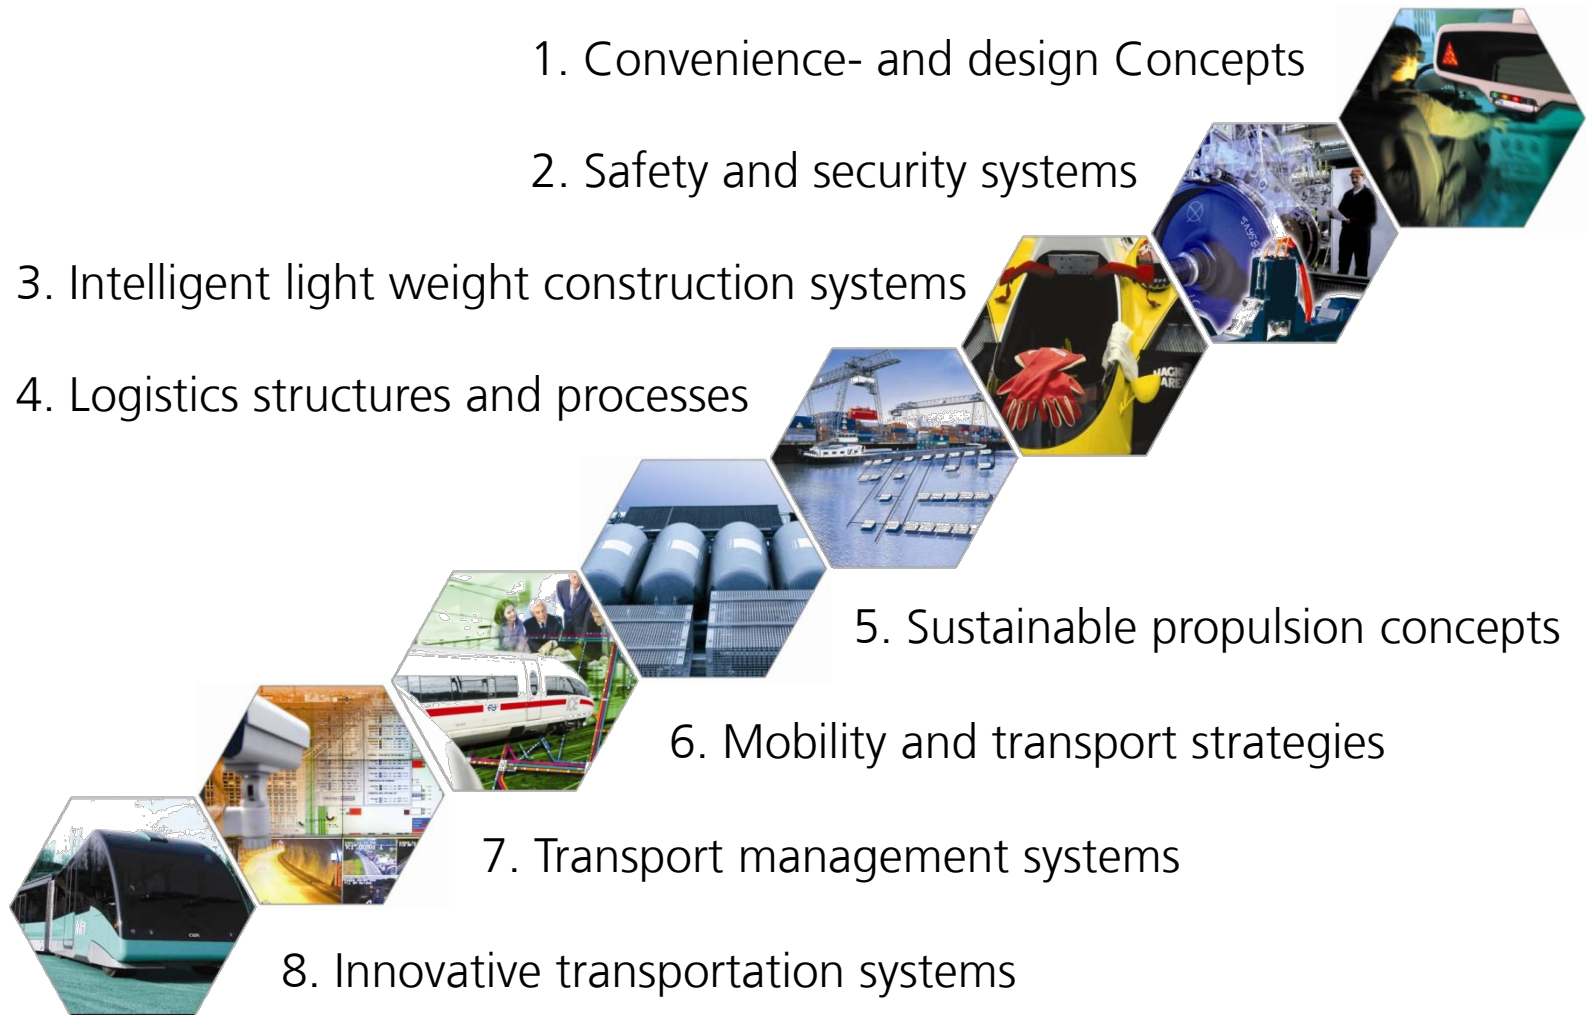 1. Convenience- and design Concepts
2. Safety and security systems
3. Intelligent light weight construction systems
4. Logistics structures and processes
5. Sustainable propulsion concepts
6. Mobility and transport strategies
7. Transport management systems
8. Innovative transportation systems
ICE